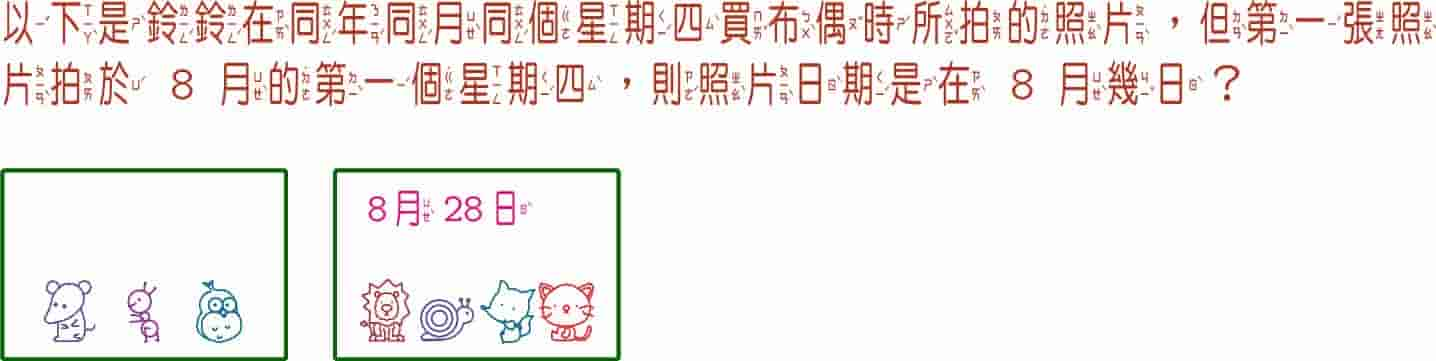 以下是鈴鈴在同年同月同個星期四買布偶時所拍的照片，但第一張照
片拍於 8 月的第一個星期四，則照片日期是在 8 月幾日？
8月 28日